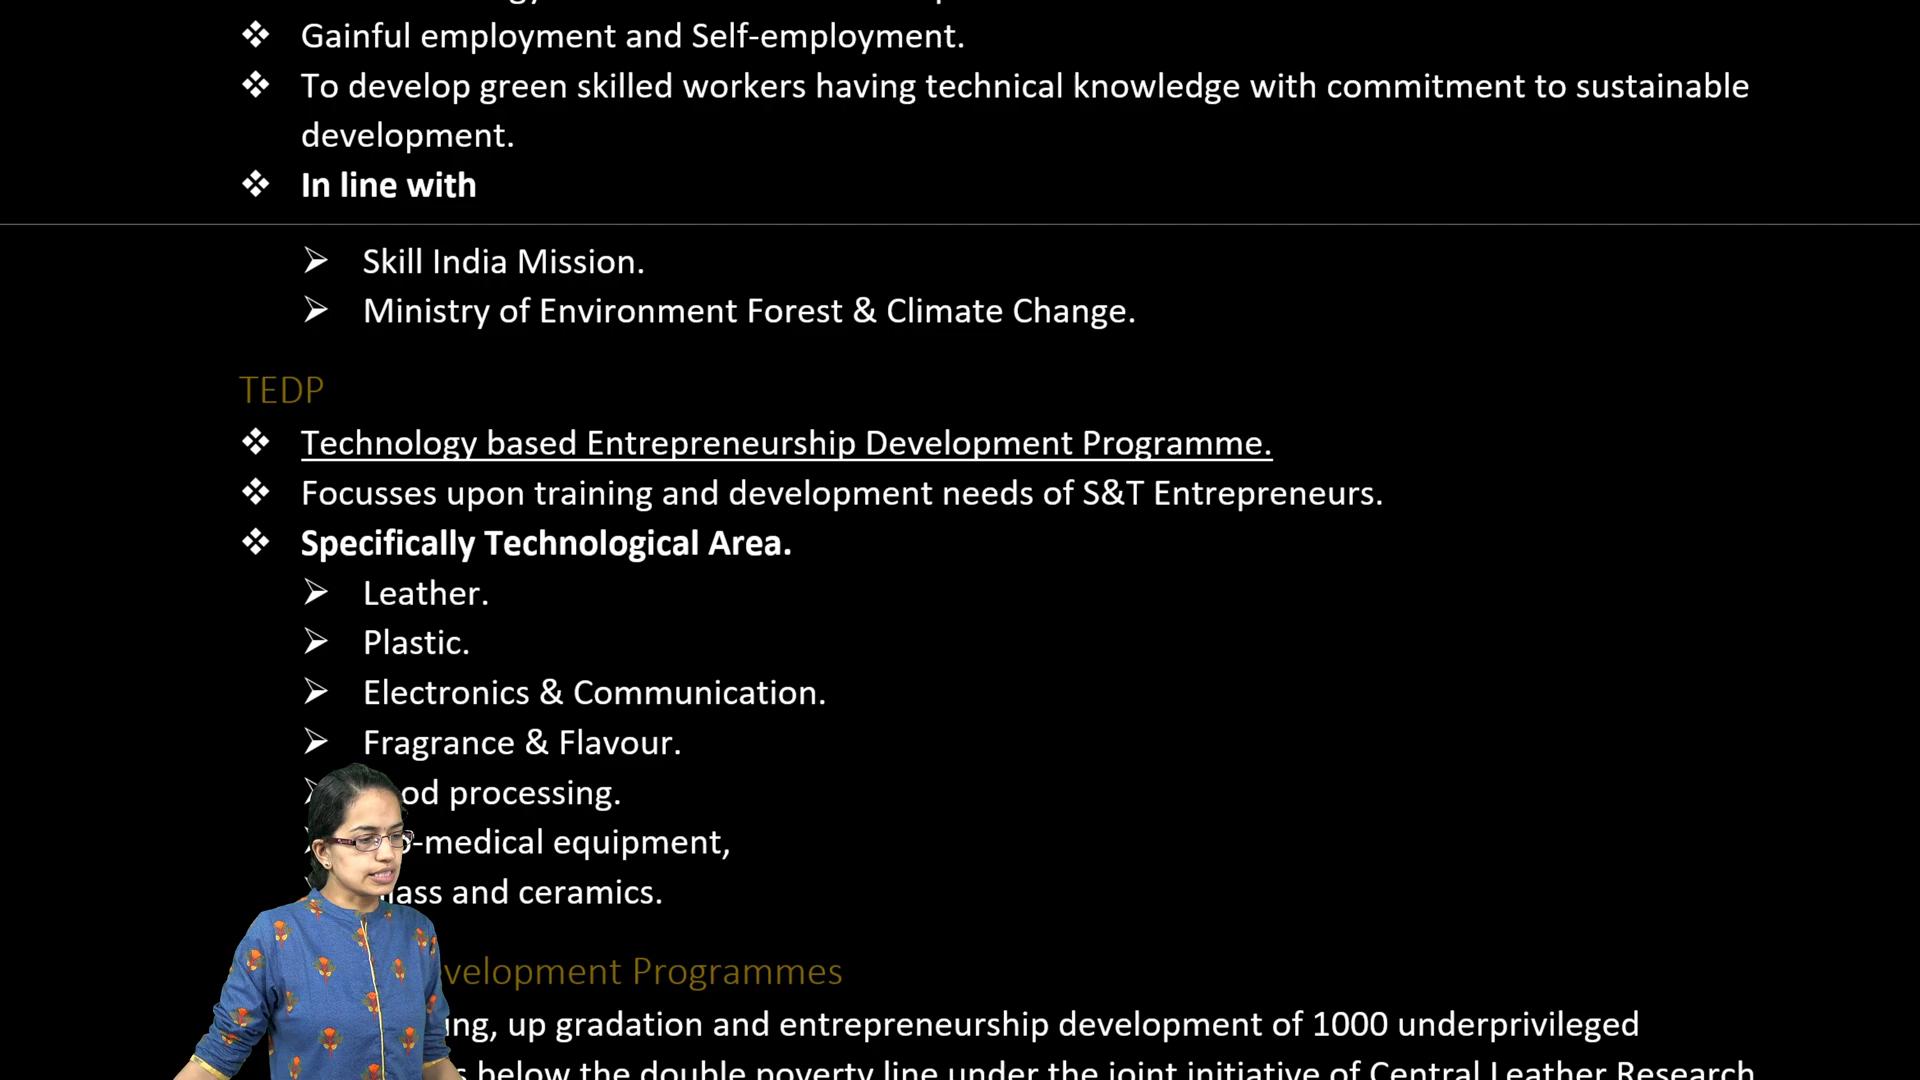 Gainful employment and Self-employment.
To develop green skilled workers having technical knowledge with commitment to sustainable
development.
In line with
Skill India Mission.
Ministry of Environment Forest & Climate Change.
TEDP
Technology based Entrepreneurship Development Programme.
Focusses upon training and development needs of S&T Entrepreneurs.
Specifically Technological Area.
Leather.
Plastic.
Electronics & Communication.
Fragrance & Flavour.
processing.
-medical equipment,
and ceramics.
Programmes
up gradation and entrepreneurship development of 1000 underprivileged
below the double poverty line under the joint initiative of Central Leather Research